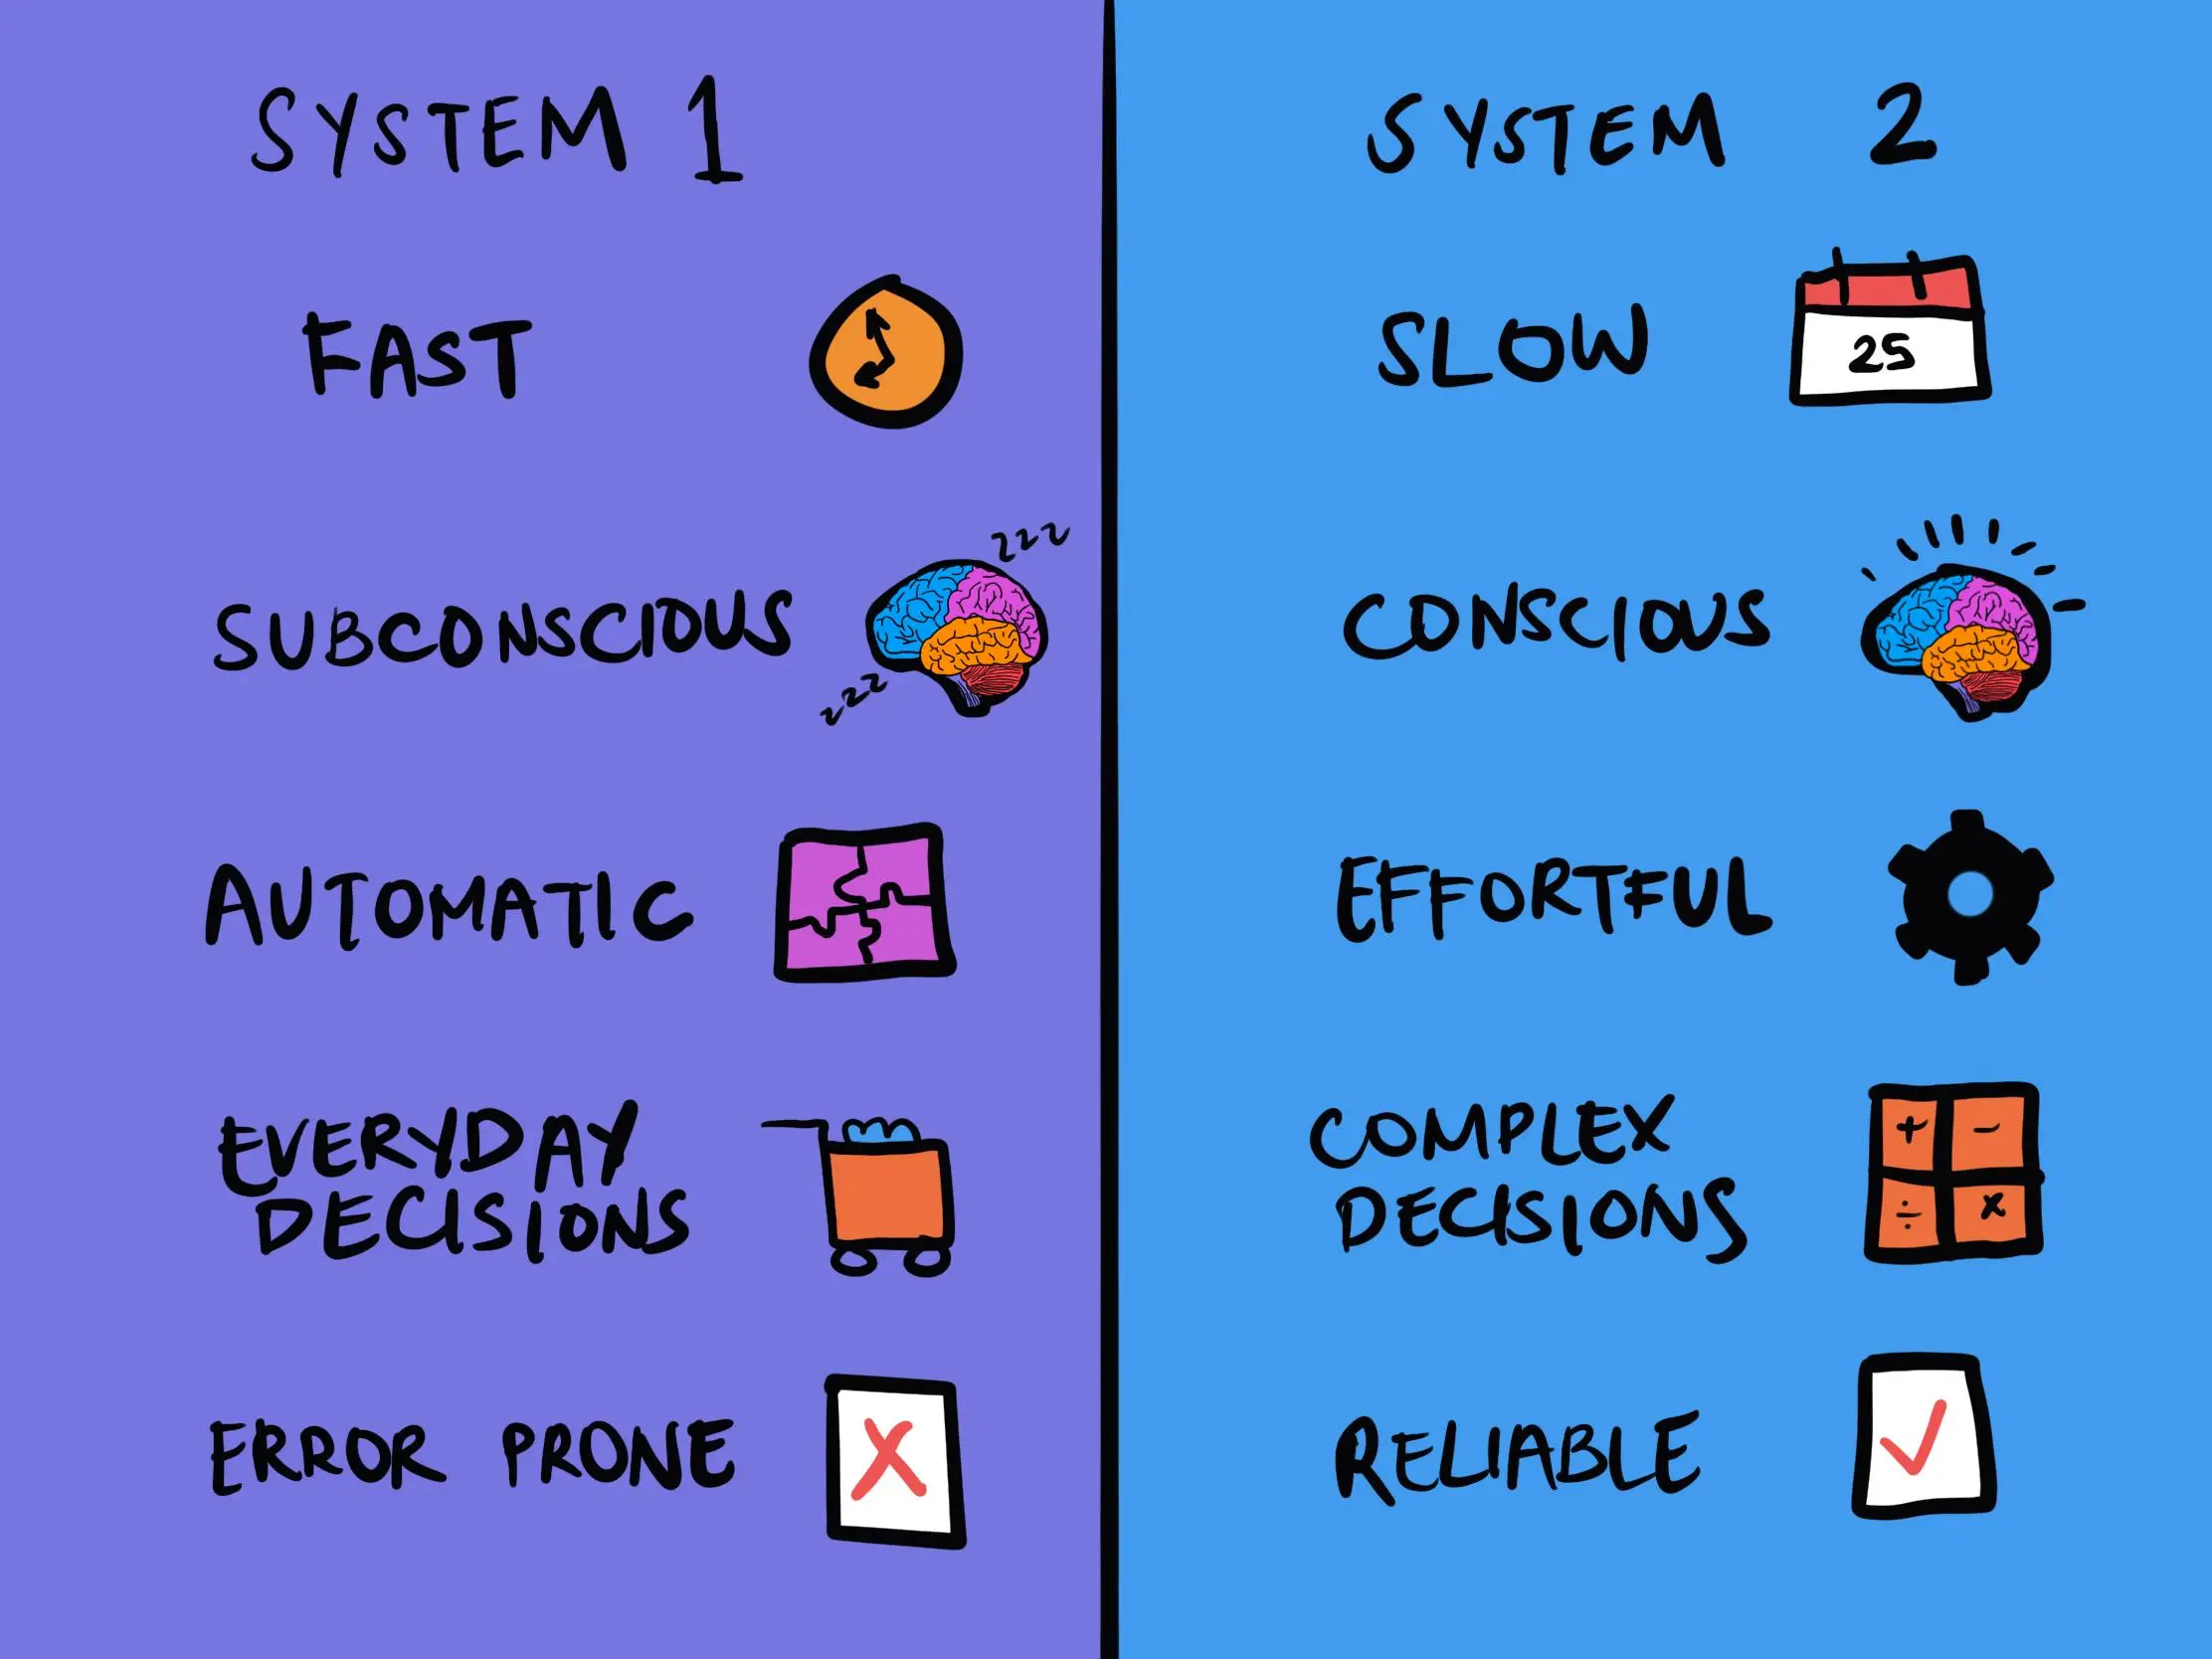 SYSTEM 1
FAST
SUBCONSCIOUS
zzz
zzz
AUTOMATIC
EVERYDAY
DECISIONS
ERROR PRONE
X
SYSTEM 2
SLOW
25
CONSCIOUS
EFFORTFUL
COMPLEX
DECISIONS
+ -
÷ x
RELIABLE